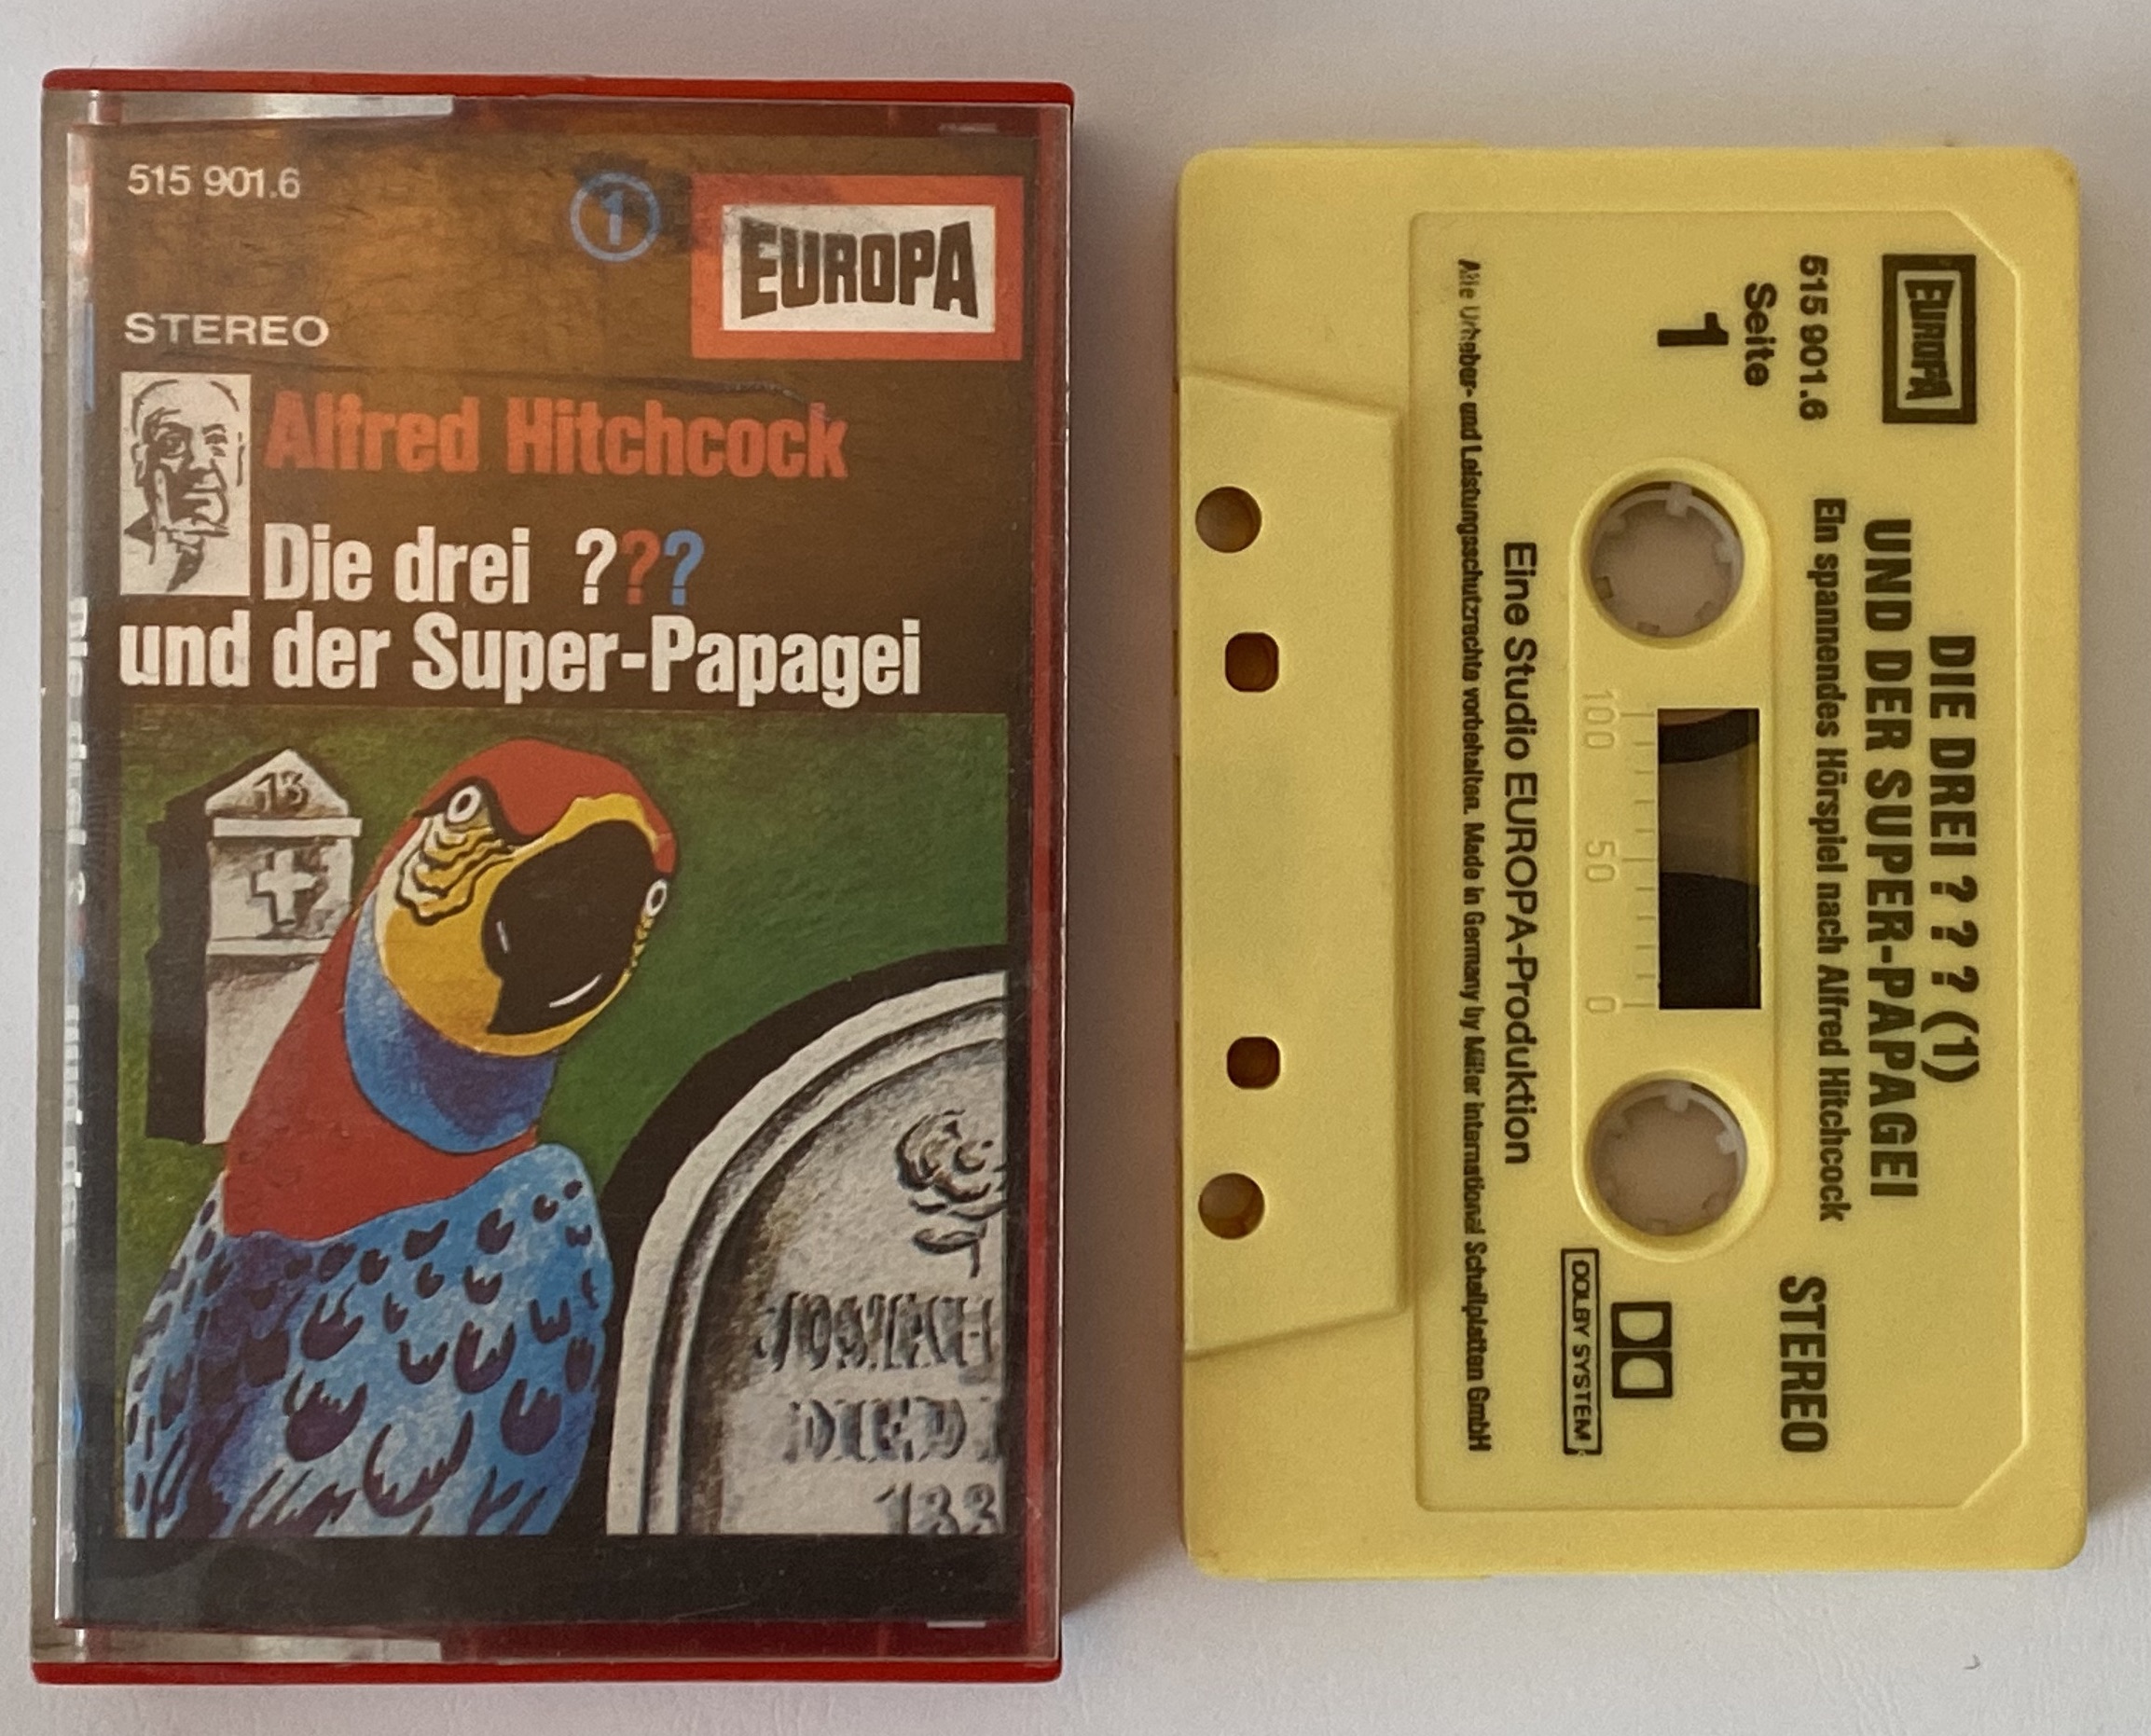 515 901.6
1
EUROPA
STEREO
Alfred Hitchcock
Die drei ???
und der Super-Papagei
13
DIED
133
EUROPA
515 901.6
Seite
1
DIE DREI ? ? ? (1)
UND DER SUPER-PAPAGEI
Ein spannendes Hörspiel nach Alfred Hitchcock
STEREO
100 50 0
DOLBY SYSTEM
Eine Studio EUROPA-Produktion
Alle Urheber- und Leistungsschutzrechte vorbehalten. Made in Germany by Miller International Schallplatten GmbH